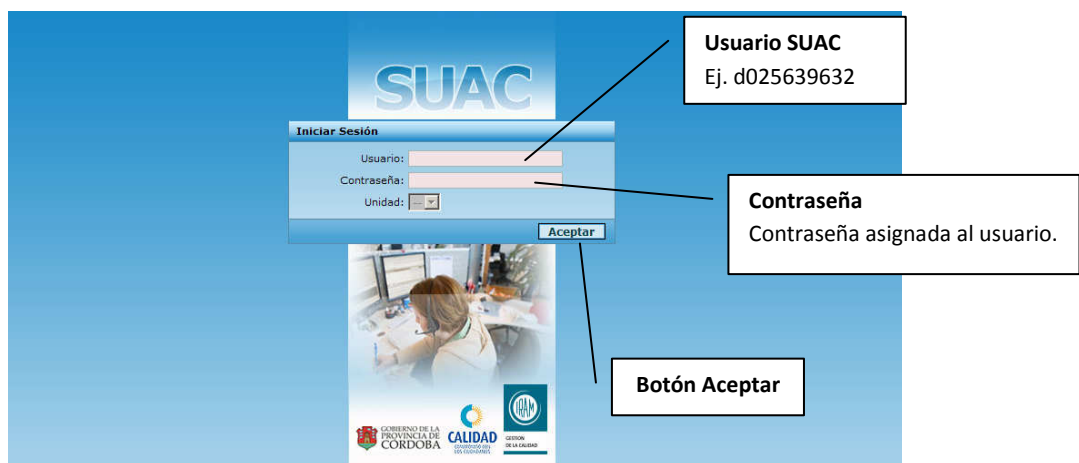 SUAC
Iniciar Sesión
Usuario:
Contraseña:
Unidad:
Aceptar
Usuario SUAC
Ej. d025639632
Contraseña
Contraseña asignada al usuario.
Botón Aceptar
GOBIERNO DE LA
PROVINCIA DE
CORDOBA
CALIDAD
IRAM
GESTION
DE LA CALIDAD